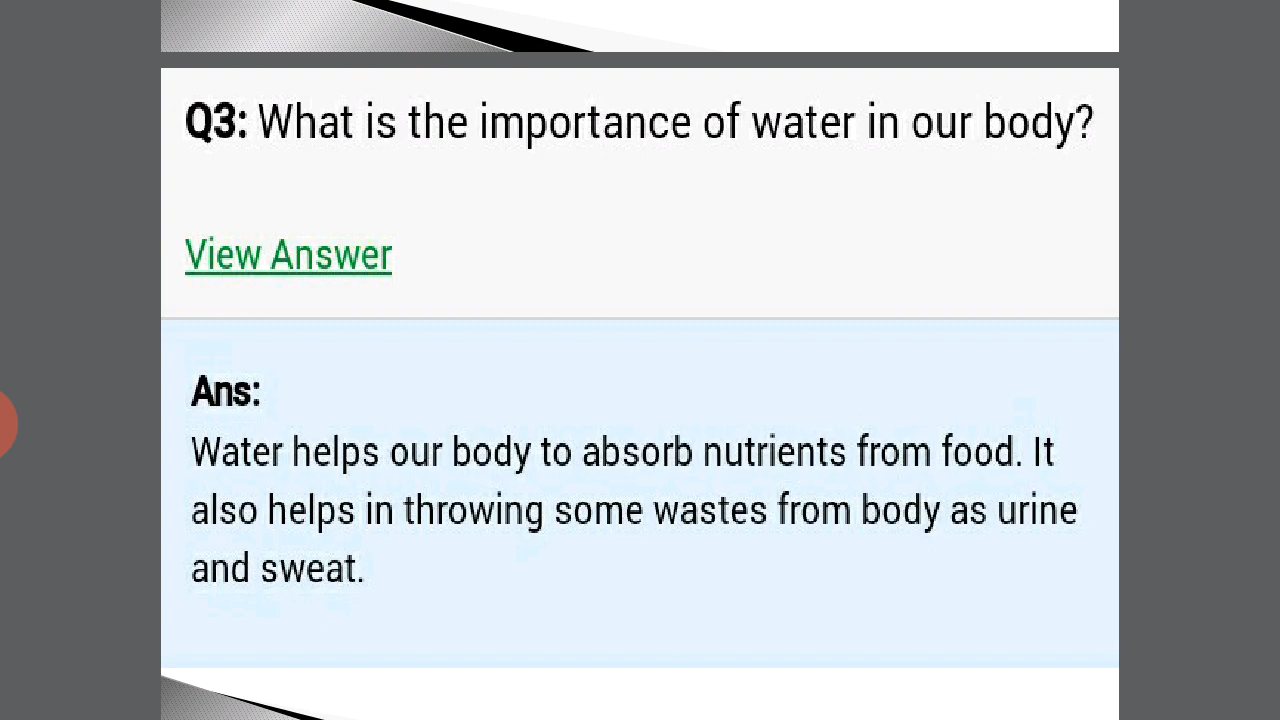 Q3: What is the importance of water in our body?
View Answer
Ans:
Water helps our body to absorb nutrients from food. It
also helps in throwing some wastes from body as urine
and sweat.